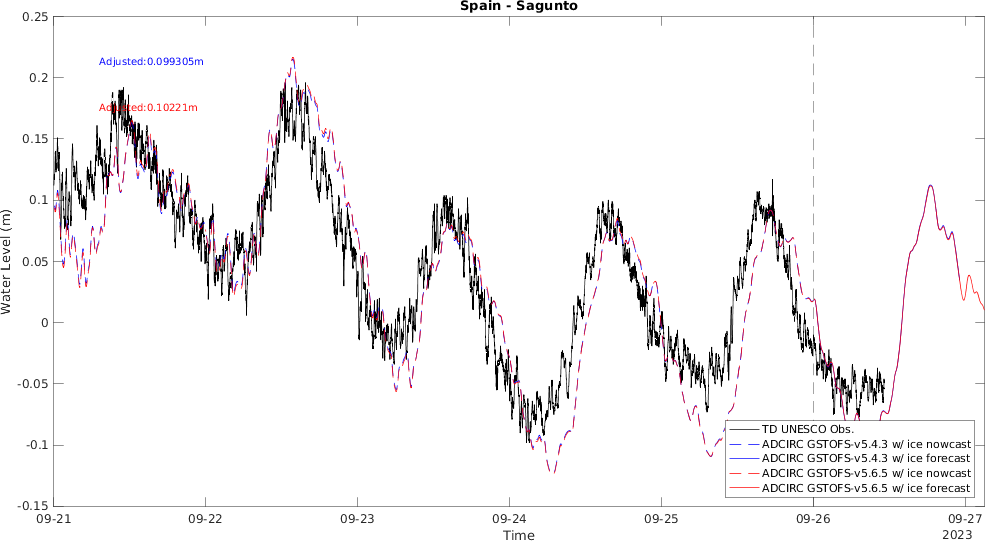 Spain - Sagunto
0.25
0.2
0.15
0.1
0.05
0
-0.05
-0.1
-0.15
Water Level (m)
Adjusted:0.099305m
Adjusted:0.10221m
TD UNESCO Obs.
ADCIRC GSTOFS-v5.4.3 w/ ice nowcast
ADCIRC GSTOFS-v5.4.3 w/ ice forecast
ADCIRC GSTOFS-v5.6.5 w/ ice nowcast
ADCIRC GSTOFS-v5.6.5 w/ ice forecast
09-21 09-22 09-23 09-24 09-25 09-26 09-27
Time
2023